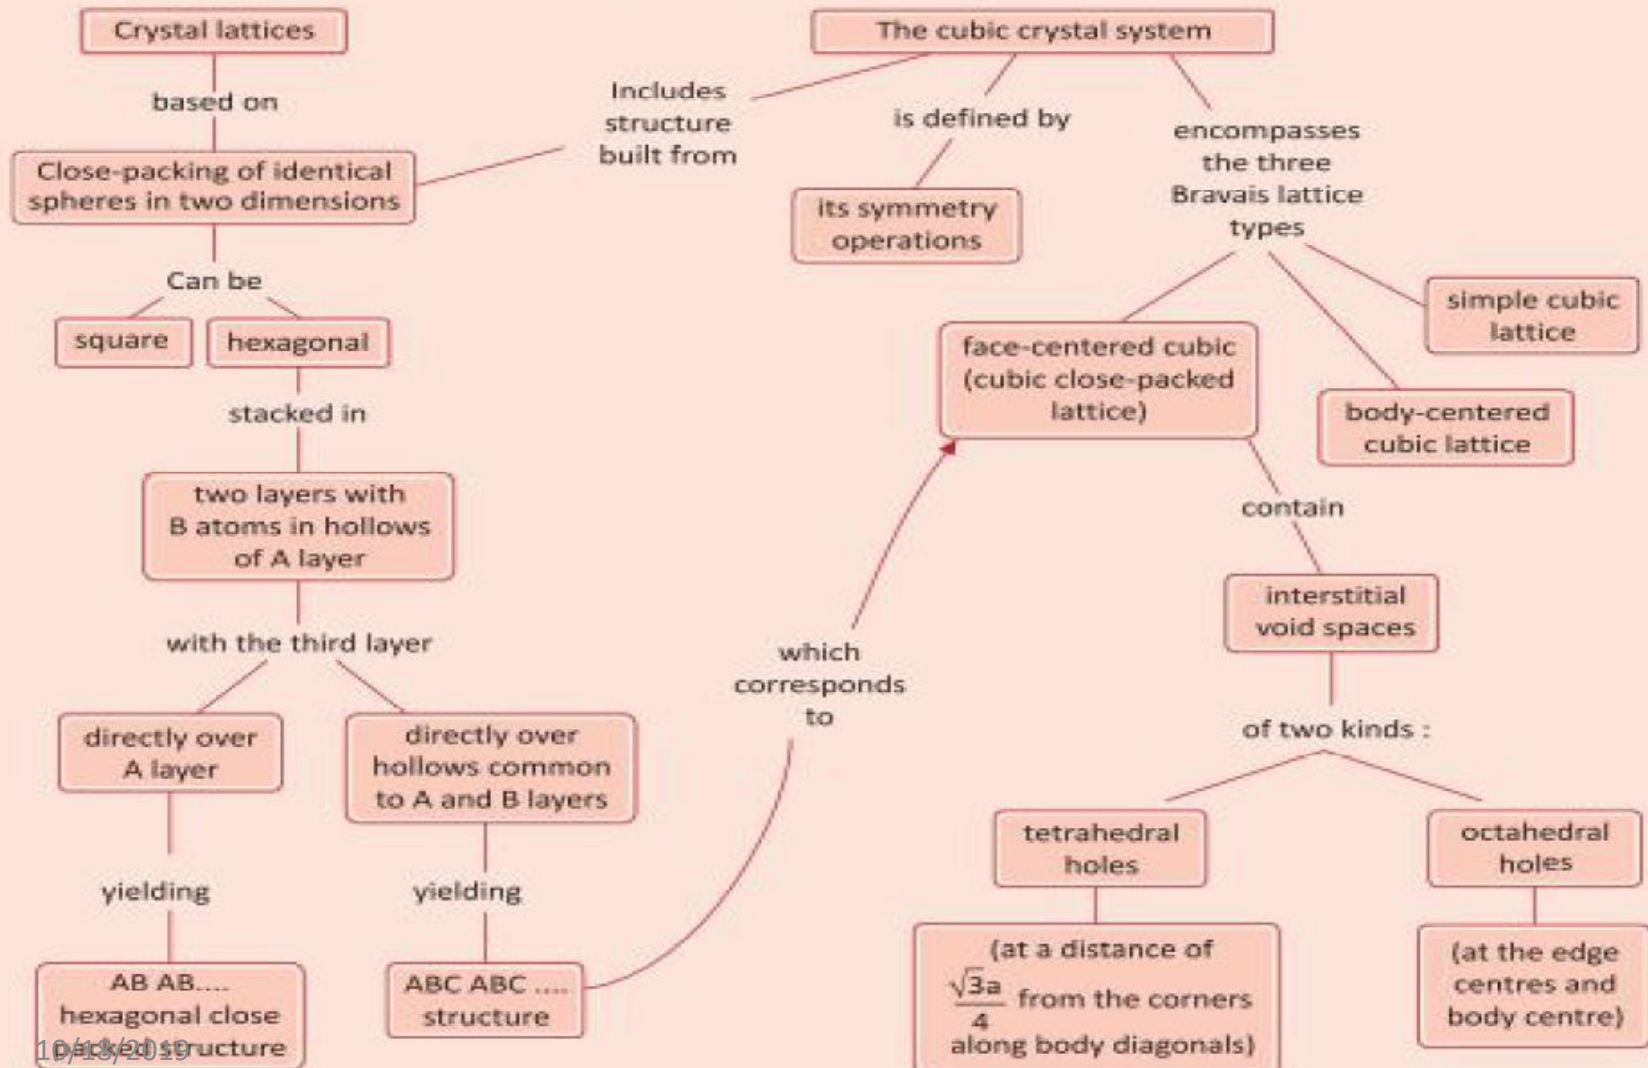 Crystal lattices
based on
Close-packing of identical
spheres in two dimensions
Can be
square
hexagonal
stacked in
two layers with
B atoms in hollows
of A layer
with the third layer
directly over
A layer
yielding
AB AB....
hexagonal close
packed structure
10/18/2019
directly over
hollows common
to A and B layers
yielding
ABC ABC ....
structure
which
corresponds
to
The cubic crystal system
Includes
structure
built from
is defined by
its symmetry
operations
encompasses
the three
Bravais lattice
types
face-centered cubic
(cubic close-packed
lattice)
body-centered
cubic lattice
simple cubic
lattice
contain
interstitial
void spaces
of two kinds :
tetrahedral
holes
(at a distance of
√3a/4 from the corners
along body diagonals)
octahedral
holes
(at the edge
centres and
body centre)